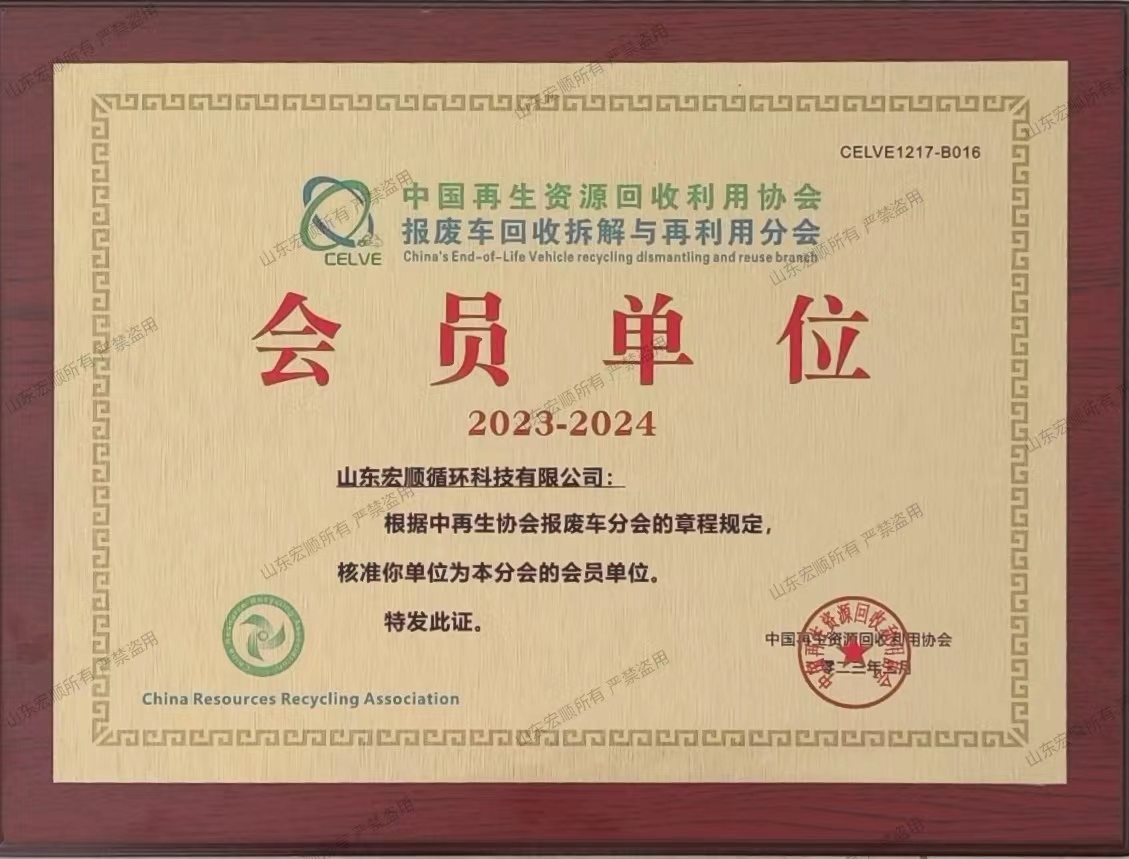 CELVE1217-B016
中国再生资源回收利用协会
报废车回收拆解与再利用分会
CELVE
China's End-of-Life Vehicle recycling dismantling and reuse branch
会员单位
2023-2024
山东宏顺循环科技有限公司：
根据中再生协会报废车分会的章程规定，
核准你单位为本分会的会员单位。
特发此证。
中国再生资源回收利用协会
China Resources Recycling Association
山东宏顺所有 严禁盗用